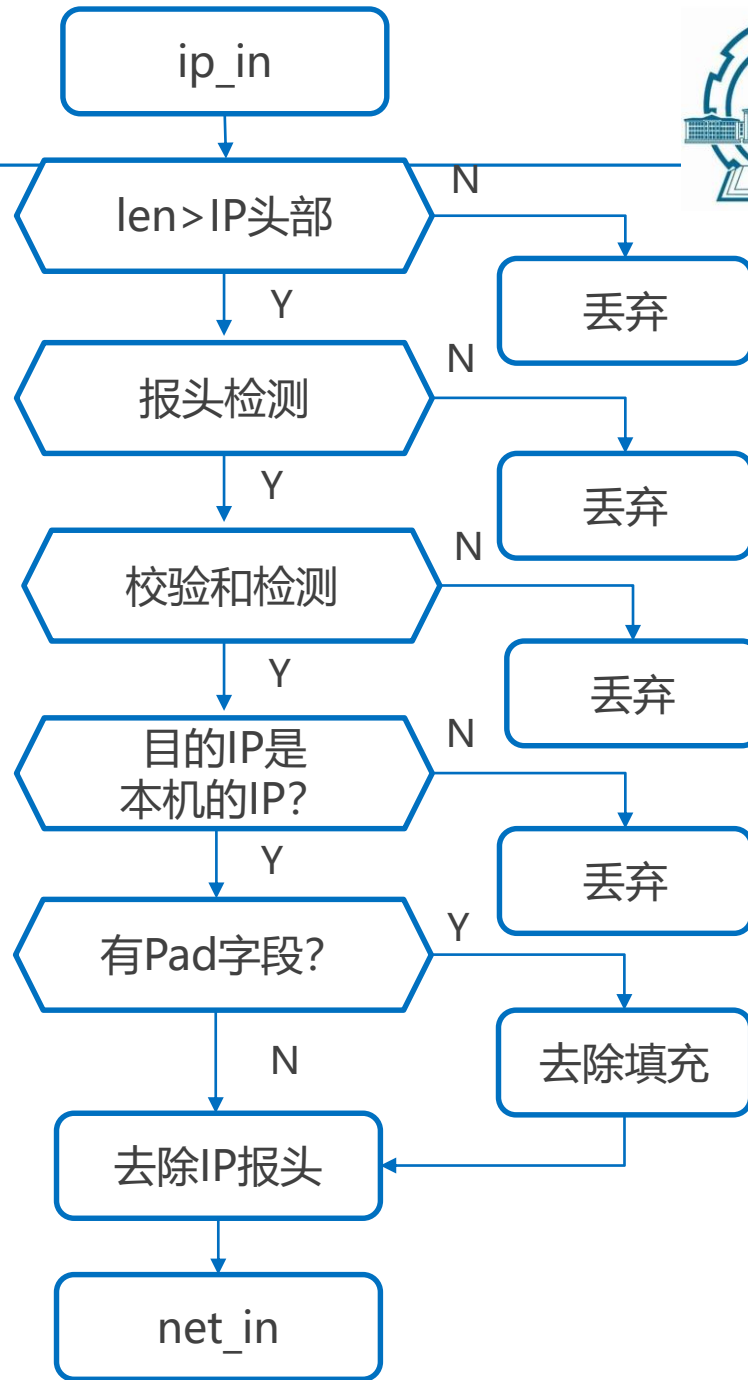 ip_in
len>IP头部
N
丢弃
Y
报头检测
N
丢弃
Y
校验和检测
N
丢弃
Y
目的IP是
本机的IP?
N
丢弃
Y
有Pad字段?
Y
去除填充
N
去除IP报头
net_in